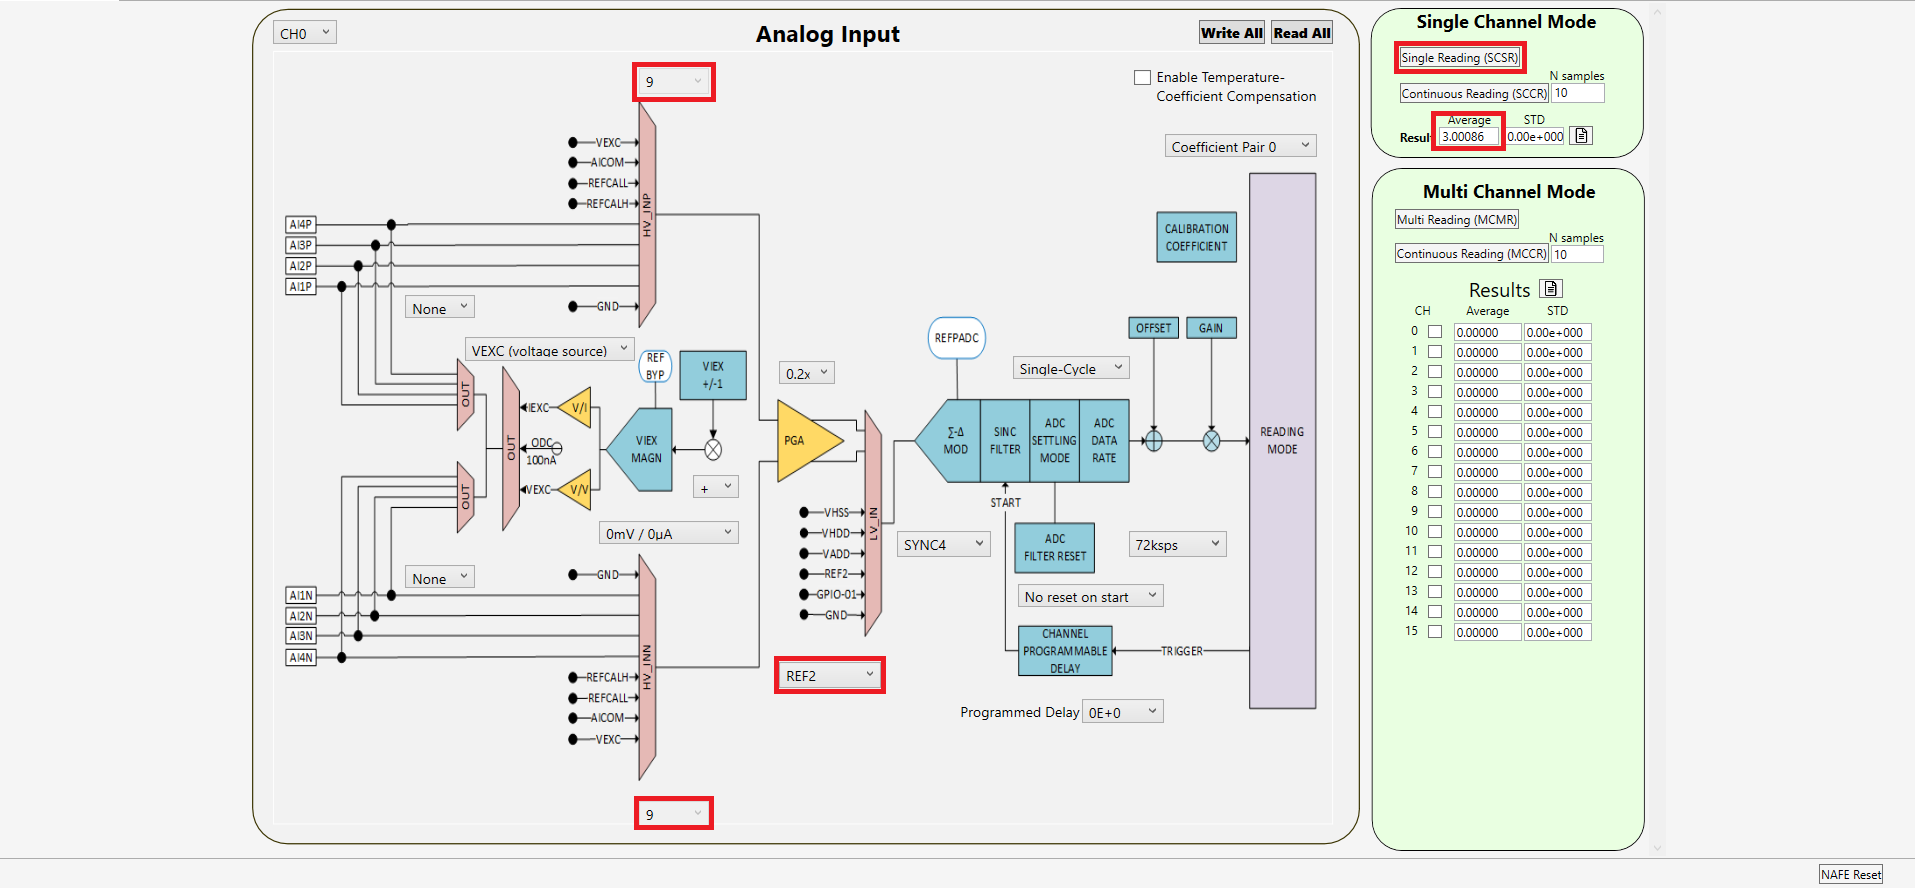 CH0
Analog Input
Write All
Read All
9
Enable Temperature-
Coefficient Compensation
Coefficient Pair 0
VEXC
AICOM
REFCALL
REFCALH
HV_INP
AI4P
AI3P
AI2P
AI1P
GND
None
VEXC (voltage source)
REF
BYP
VIEX
+/-1
0.2x
REFPADC
Single-Cycle
CALIBRATION
COEFFICIENT
OFFSET
GAIN
OUT
OUT
IEXC
V/I
ODC
100nA
VEXC
V/V
OUT
VIEX
MAGN
+
0mV / 0µA
PGA
LV_IN
VHSS
VHDD
VADD
REF2
GPIO-01
GND
SYNC4
Σ-Δ
MOD
SINC
FILTER
ADC
SETTLING
MODE
ADC
DATA
RATE
READING
MODE
START
ADC
FILTER RESET
72ksps
No reset on start
CHANNEL
PROGRAMMABLE
DELAY
TRIGGER
Programmed Delay
0E+0
REF2
None
GND
AI1N
AI2N
AI3N
AI4N
HV_INN
REFCALH
REFCALL
AICOM
VEXC
9
Single Channel Mode
Single Reading (SCSR)
N samples
Continuous Reading (SCCR)
10
Average
STD
Result
3.00086
0.00e+000
Multi Channel Mode
Multi Reading (MCMR)
N samples
Continuous Reading (MCCR)
10
Results
CH
Average
STD
0 0.00000 0.00e+000
1 0.00000 0.00e+000
2 0.00000 0.00e+000
3 0.00000 0.00e+000
4 0.00000 0.00e+000
5 0.00000 0.00e+000
6 0.00000 0.00e+000
7 0.00000 0.00e+000
8 0.00000 0.00e+000
9 0.00000 0.00e+000
10 0.00000 0.00e+000
11 0.00000 0.00e+000
12 0.00000 0.00e+000
13 0.00000 0.00e+000
14 0.00000 0.00e+000
15 0.00000 0.00e+000
NAFE Reset